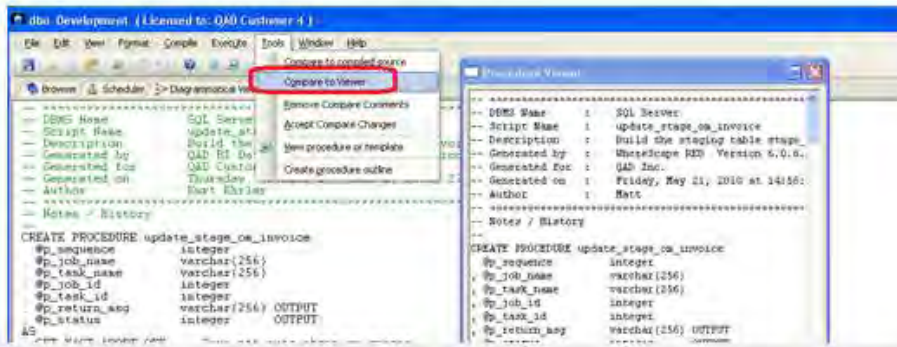 dbo Development (Licensed to: QAD Customer 4 )
File Edit View Format Compile Execute Tools Window Help
Compare to compiled source
Compare to Viewer
Remove Compare Comments
Accept Compare Changes
View procedure or template
Create procedure outline
Browser Scheduler Diagrammatical
-- DBMS Name SQL Server
-- Script Name
-- Description Build the
-- Generated by QAD BI
-- Generated for QAD
-- Generated on Thursday
-- Author Kurt
-- Notes / History
--
CREATE PROCEDURE update_stage_om_invoice
@p_sequence integer
@p_job_name varchar(256)
@p_task_name varchar(256)
@p_job_id integer
@p_task_id integer
@p_return_msg varchar(256) OUTPUT
@p_status integer OUTPUT
AS
Procedure Viewer
-- DBMS Name : SQL Server
-- Script Name : update_stage_om_invoice
-- Description : Build the staging table stage_
-- Generated by : WhereScape RED Version 6.0.6.
-- Generated for : QAD Inc.
-- Generated on : Friday, May 21, 2010 at 14:56:
-- Author : Matt
-- Notes / History
--
CREATE PROCEDURE update_stage_om_invoice
@p_sequence integer
, @p_job_name varchar(256)
, @p_task_name varchar(256)
, @p_job_id integer
, @p_task_id integer
, @p_return_msg varchar(256) OUTPUT